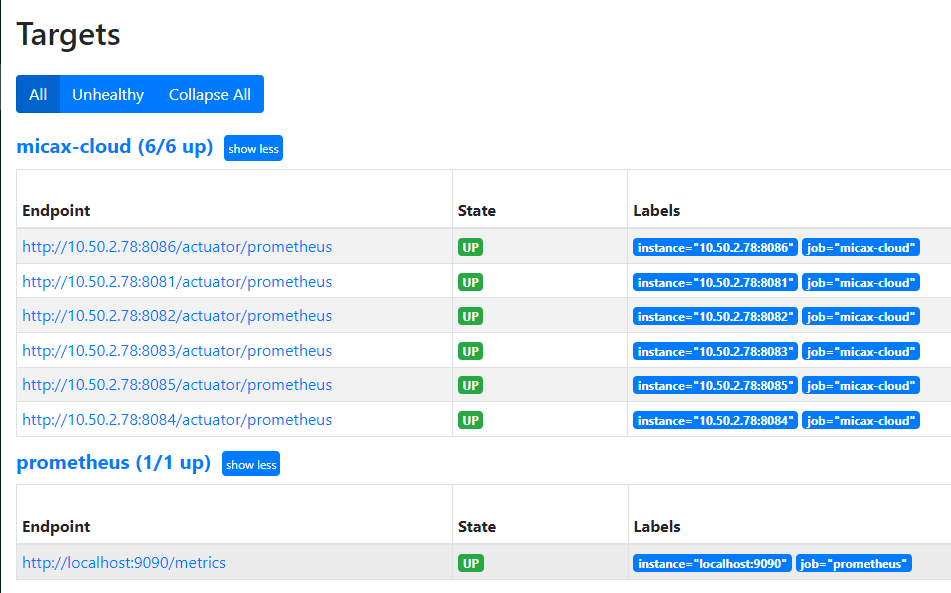 Targets
All Unhealthy Collapse All
micax-cloud (6/6 up) show less
Endpoint State Labels
http://10.50.2.78:8086/actuator/prometheus UP instance="10.50.2.78:8086" job="micax-cloud"
http://10.50.2.78:8081/actuator/prometheus UP instance="10.50.2.78:8081" job="micax-cloud"
http://10.50.2.78:8082/actuator/prometheus UP instance="10.50.2.78:8082" job="micax-cloud"
http://10.50.2.78:8083/actuator/prometheus UP instance="10.50.2.78:8083" job="micax-cloud"
http://10.50.2.78:8085/actuator/prometheus UP instance="10.50.2.78:8085" job="micax-cloud"
http://10.50.2.78:8084/actuator/prometheus UP instance="10.50.2.78:8084" job="micax-cloud"
prometheus (1/1 up) show less
Endpoint State Labels
http://localhost:9090/metrics UP instance="localhost:9090" job="prometheus"